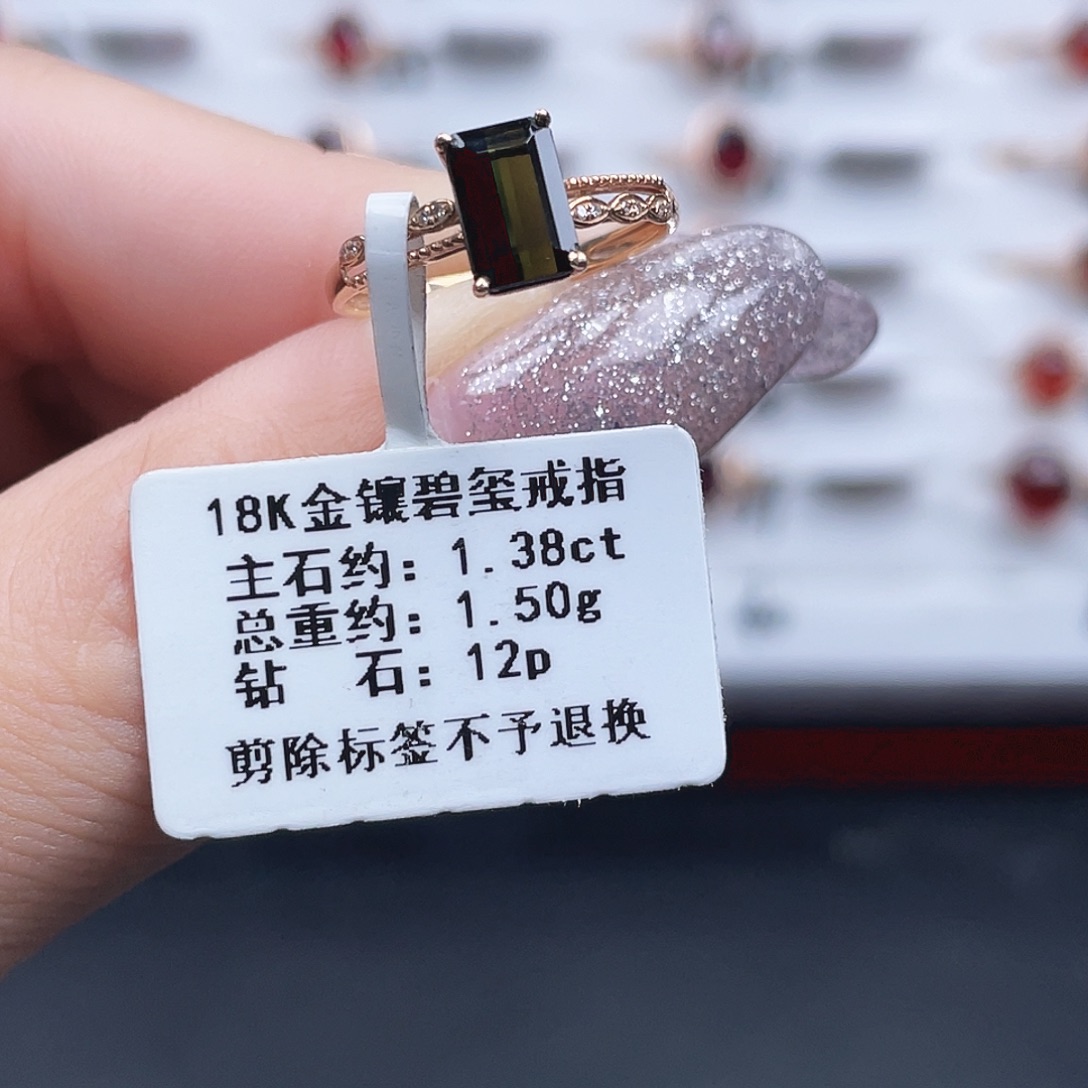 18K金镶碧玺戒指
主石约：1.38ct
总重约：1.50g
钻 石：12p
剪除标签不予退换